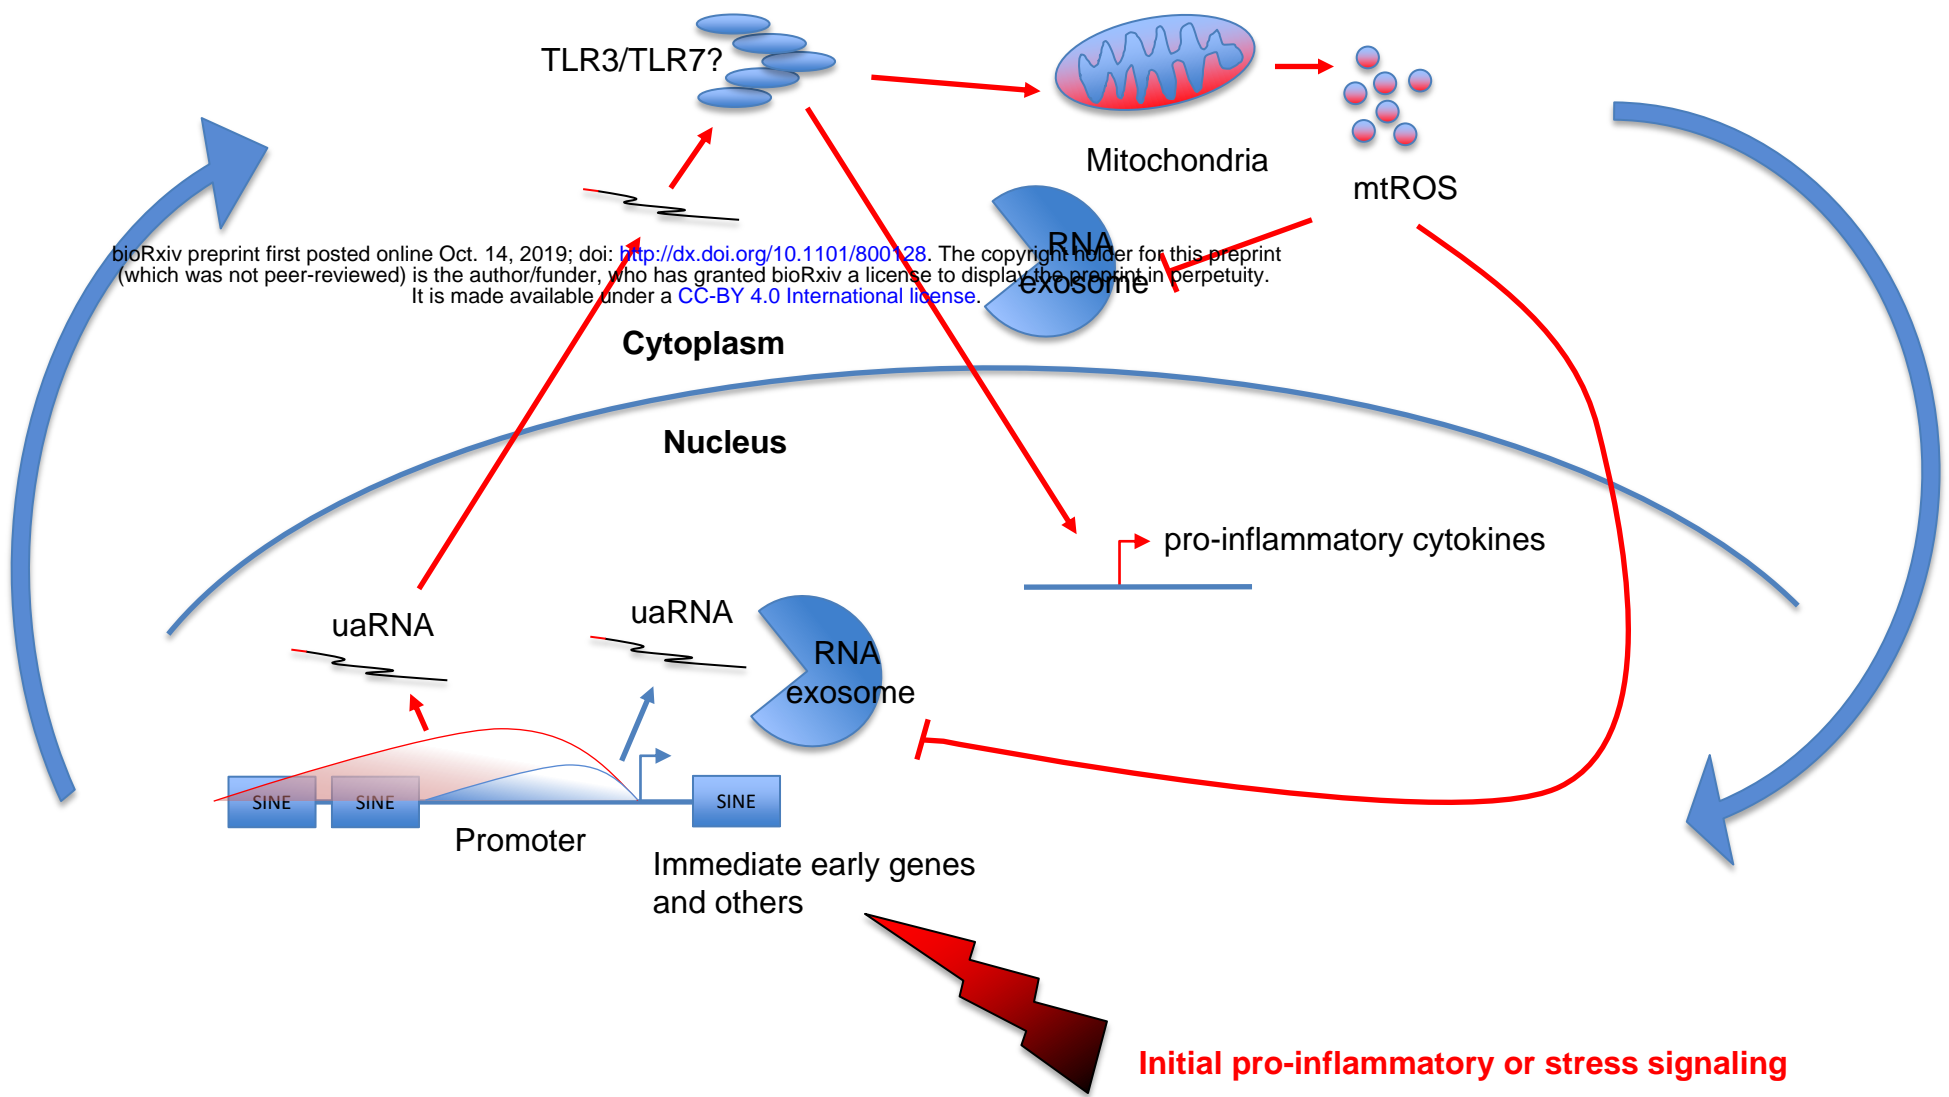 TLR3/TLR7?
Mitochondria
mtROS
bioRxiv preprint first posted online Oct. 14, 2019; doi: http://dx.doi.org/10.1101/800128. The copyright holder for this preprint
(which was not peer-reviewed) is the author/funder, who has granted bioRxiv a license to display the preprint in perpetuity.
It is made available under a CC-BY 4.0 International license.
RNA
exosome
Cytoplasm
Nucleus
pro-inflammatory cytokines
uaRNA
uaRNA
RNA
exosome
SINE
SINE
SINE
Promoter
Immediate early genes
and others
Initial pro-inflammatory or stress signaling